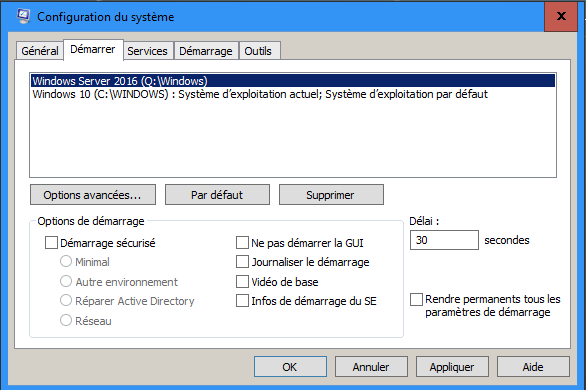 Configuration du système
Général Démarrer Services Démarrage Outils
Windows Server 2016 (Q:\Windows)
Windows 10 (C:\WINDOWS) : Système d'exploitation actuel; Système d'exploitation par défaut
Options avancées... Par défaut Supprimer
Options de démarrage Délai :
Démarrage sécurisé Ne pas démarrer la GUI 30 secondes
Minimal Journaliser le démarrage
Autre environnement Vidéo de base
Réparer Active Directory Infos de démarrage du SE Rendre permanents tous les
paramètres de démarrage
Réseau
OK Annuler Appliquer Aide